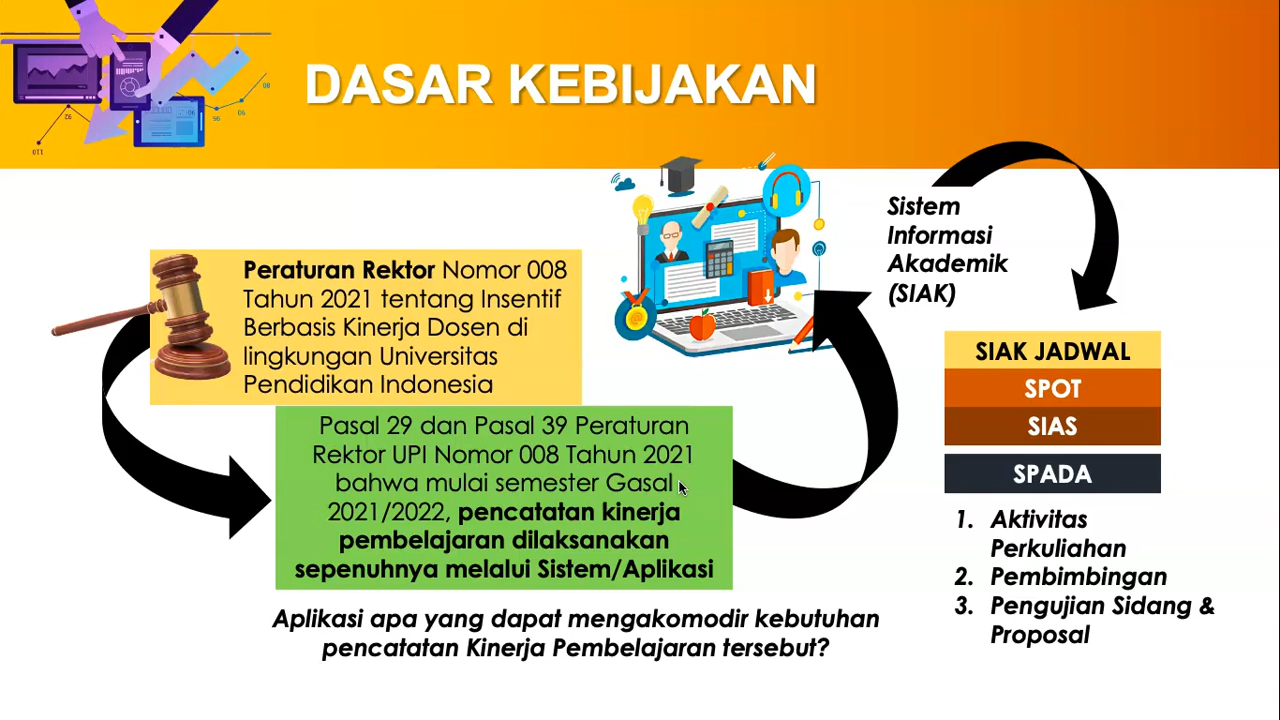 DASAR KEBIJAKAN
Peraturan Rektor Nomor 008
Tahun 2021 tentang Insentif
Berbasis Kinerja Dosen di
lingkungan Universitas
Pendidikan Indonesia
Pasal 29 dan Pasal 39 Peraturan
Rektor UPI Nomor 008 Tahun 2021
bahwa mulai semester Gasal
2021/2022, pencatatan kinerja
pembelajaran dilaksanakan
sepenuhnya melalui Sistem/Aplikasi
Aplikasi apa yang dapat mengakomodir kebutuhan
pencatatan Kinerja Pembelajaran tersebut?
Sistem
Informasi
Akademik
(SIAK)
SIAK JADWAL
SPOT
SIAS
SPADA
1. Aktivitas
Perkuliahan
2. Pembimbingan
3. Pengujian Sidang &
Proposal